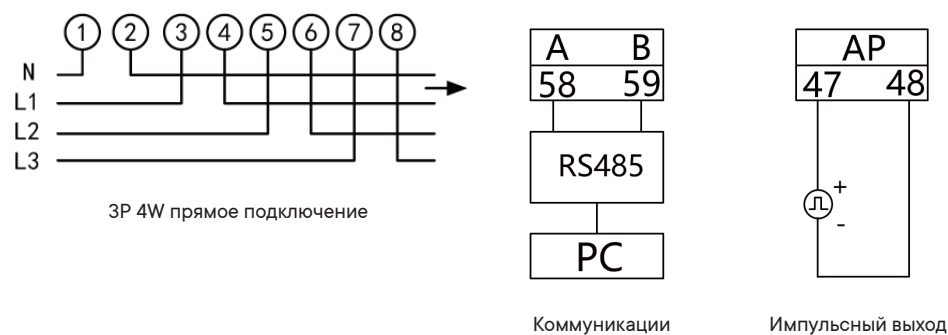 1 2 3 4 5 6 7 8
N
L1
L2
L3
3P 4W прямое подключение
A B
58 59
RS485
PC
Коммуникации
AP
47 48
+
-
Импульсный выход